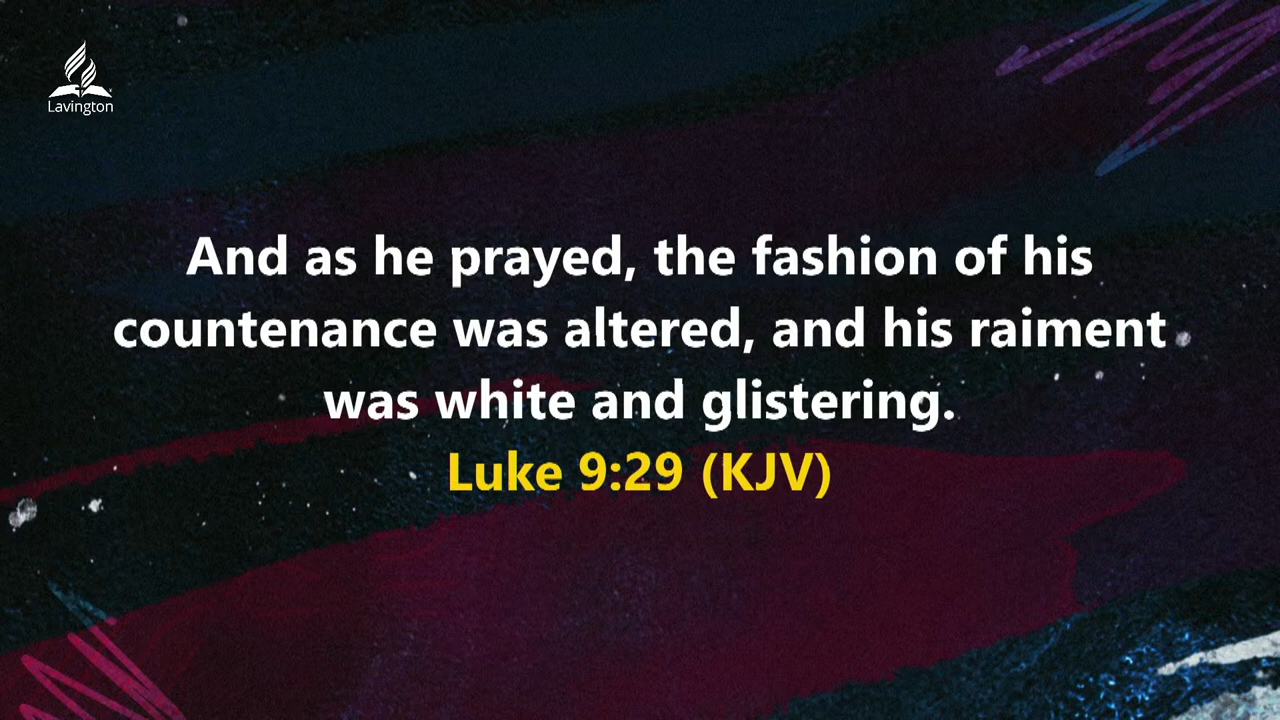 Lavington
And as he prayed, the fashion of his
countenance was altered, and his raiment
was white and glistering.
Luke 9:29 (KJV)